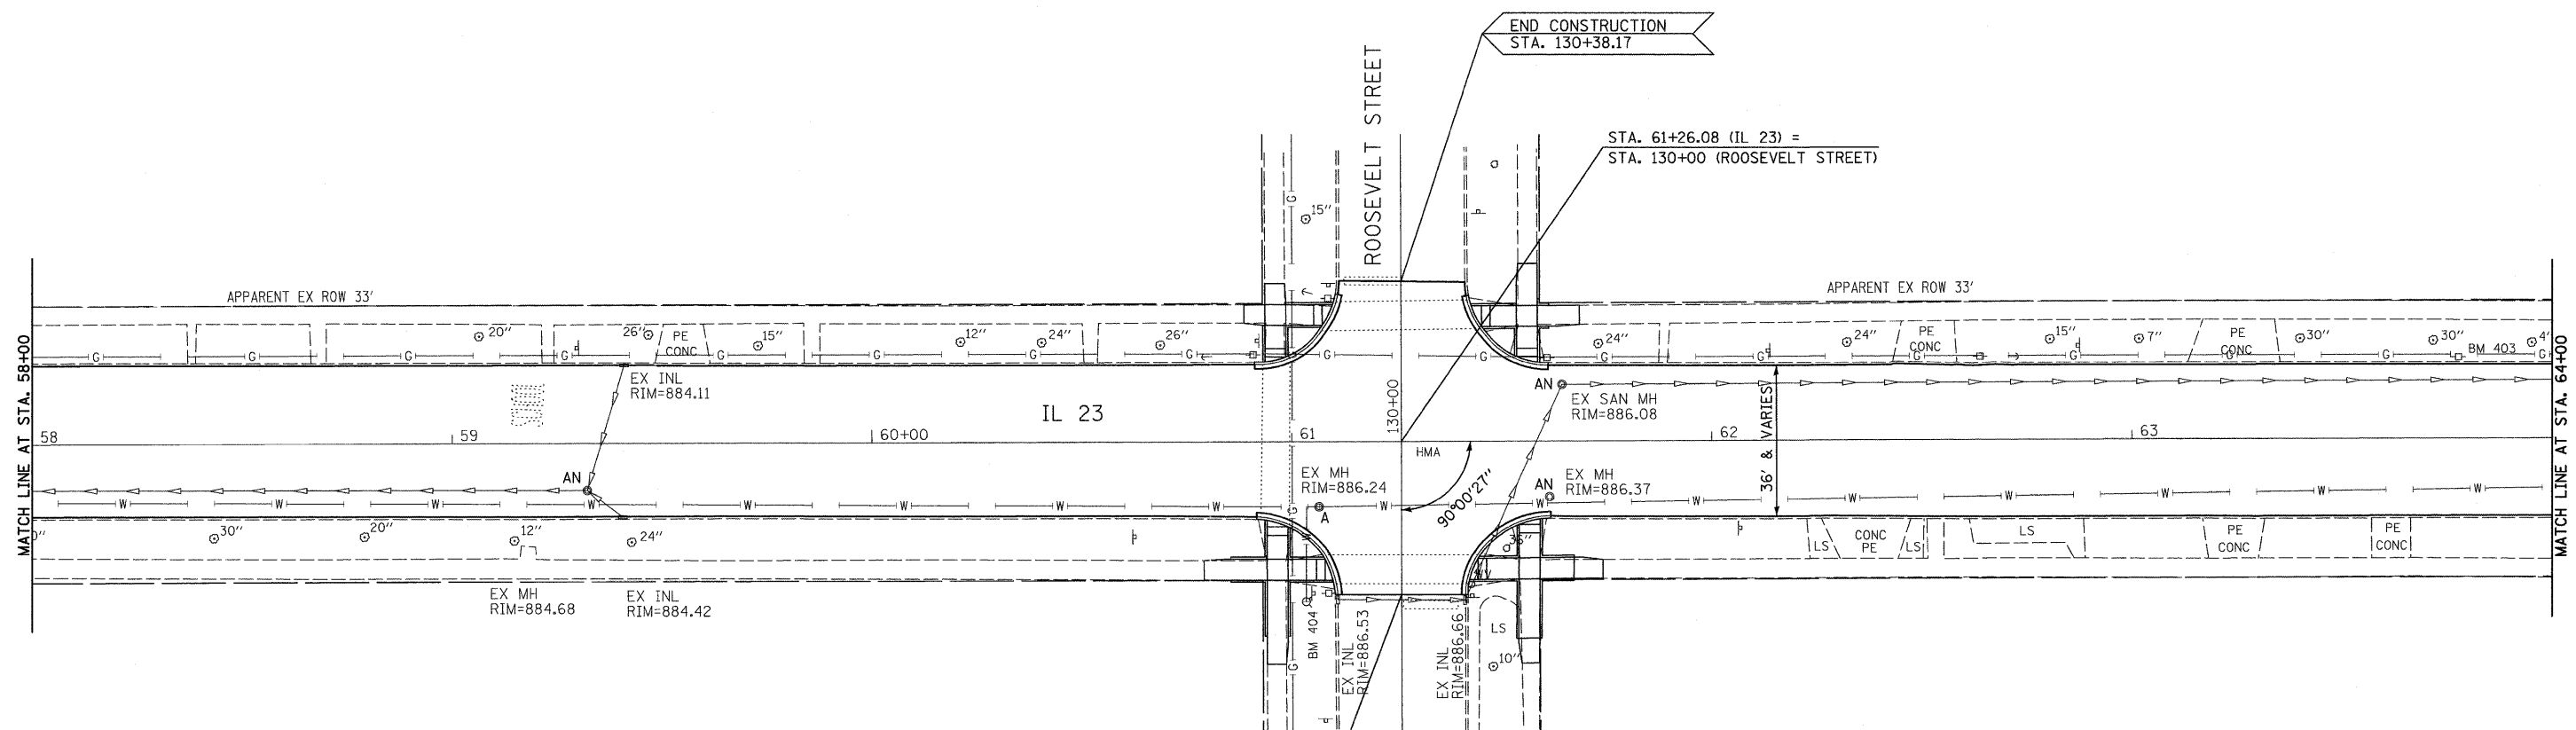 END CONSTRUCTION
STA. 130+38.17
ROOSEVELT STREET
STA. 61+26.08 (IL 23) =
STA. 130+00 (ROOSEVELT STREET)
15"
G
APPARENT EX ROW 33'
APPARENT EX ROW 33'
MATCH LINE AT STA. 58+00
20"
26"
PE
CONC
15"
12"
24"
26"
24"
24"
PE
CONC
15"
7"
PE
CONC
30"
30"
BM 403
4'
G G G G G G G G G G G G G G G
MATCH LINE AT STA. 64+00
EX INL
RIM=884.11
IL 23
130+00
AN
EX SAN MH
RIM=886.08
36' & VARIES
58
59
60+00
61
62
63
HMA
90°00'27"
AN
EX MH
RIM=886.24
A
AN
EX MH
RIM=886.37
W W W W W W W W W W W W W W W W
0"
30"
20"
12"
24"
36"
LS
CONC
PE
LS
LS
PE
CONC
PE
CONC
EX MH
RIM=884.68
EX INL
RIM=884.42
BM 404
EX INL
RIM=886.53
EX INL
RIM=886.66
LS
10"
G